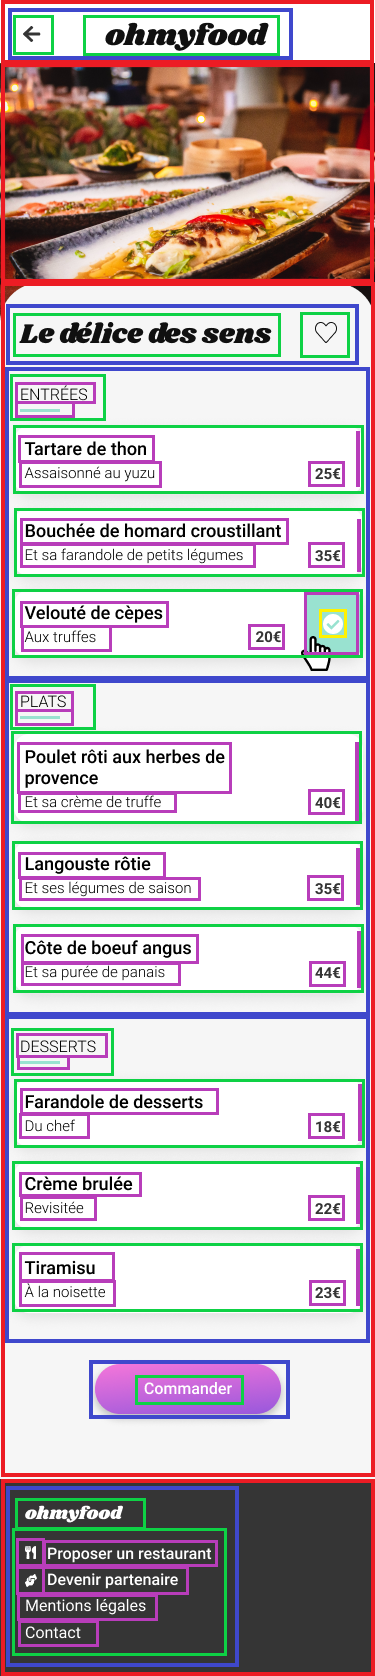 ohmyfood
Le délice des sens
ENTRÉES
Tartare de thon
Assaisonné au yuzu
25€
Bouchée de homard croustillant
Et sa farandole de petits légumes
35€
Velouté de cèpes
Aux truffes
20€
PLATS
Poulet rôti aux herbes de
provence
Et sa crème de truffe
40€
Langouste rôtie
Et ses légumes de saison
35€
Côte de boeuf angus
Et sa purée de panais
44€
DESSERTS
Farandole de desserts
Du chef
18€
Crème brulée
Revisitée
22€
Tiramisu
À la noisette
23€
Commander
ohmyfood
Proposer un restaurant
Devenir partenaire
Mentions légales
Contact